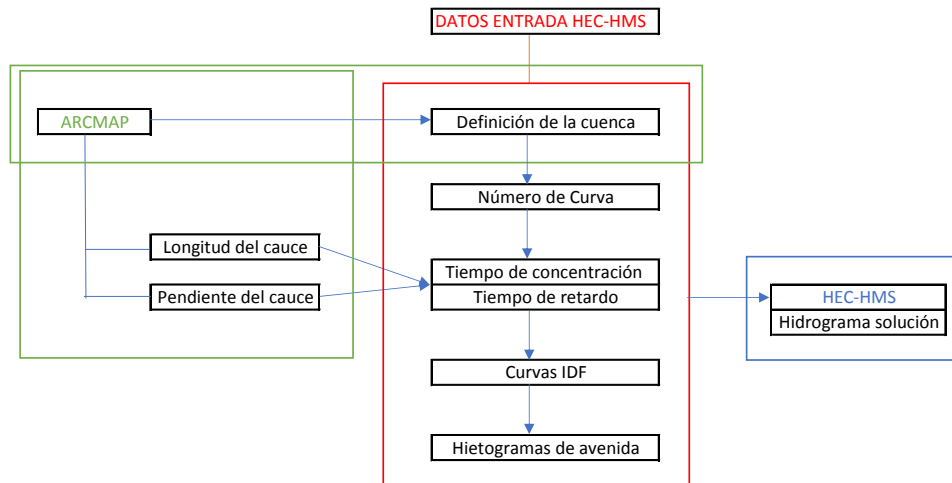 DATOS ENTRADA HEC-HMS
ARCMAP
Definición de la cuenca
Número de Curva
Longitud del cauce
Pendiente del cauce
Tiempo de concentración
Tiempo de retardo
HEC-HMS
Hidrograma solución
Curvas IDF
Hietogramas de avenida